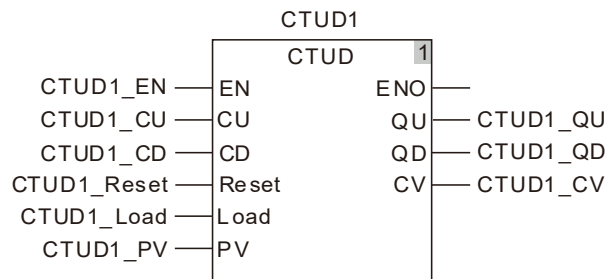 CTUD1
CTUD 1
CTUD1_EN EN ENO
CTUD1_CU CU QU CTUD1_QU
CTUD1_CD CD QD CTUD1_QD
CTUD1_Reset Reset CV CTUD1_CV
CTUD1_Load Load
CTUD1_PV PV